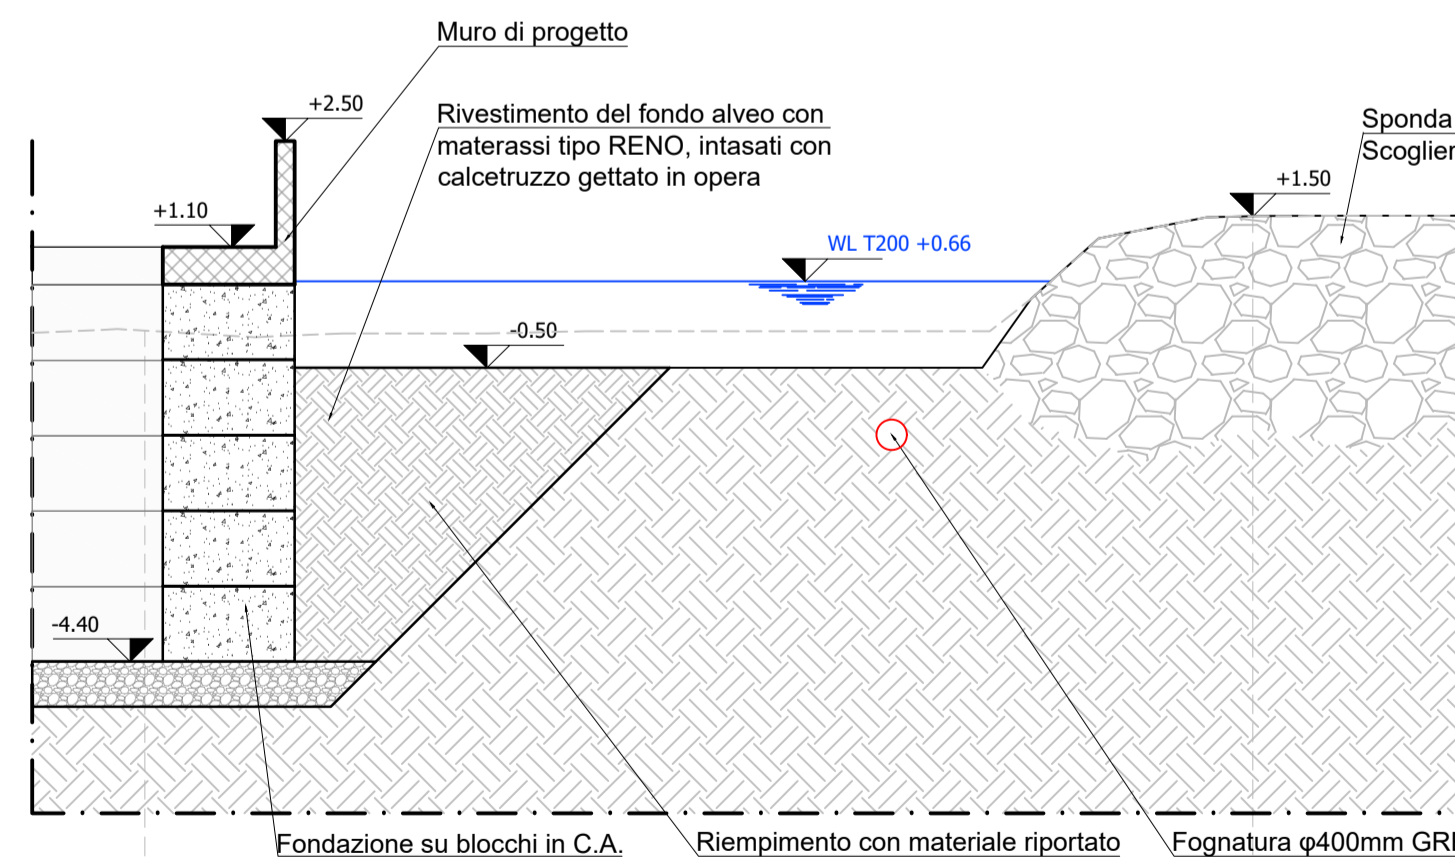 Muro di progetto
+2.50
Rivestimento del fondo alveo con
materassi tipo RENO, intasati con
calcetruzzo gettato in opera
Sponda
+1.50
+1.10
WL T200 +0.66
-0.50
-4.40
Fondazione su blocchi in C.A.
Riempimento con materiale riportato
Fognatura φ400mm